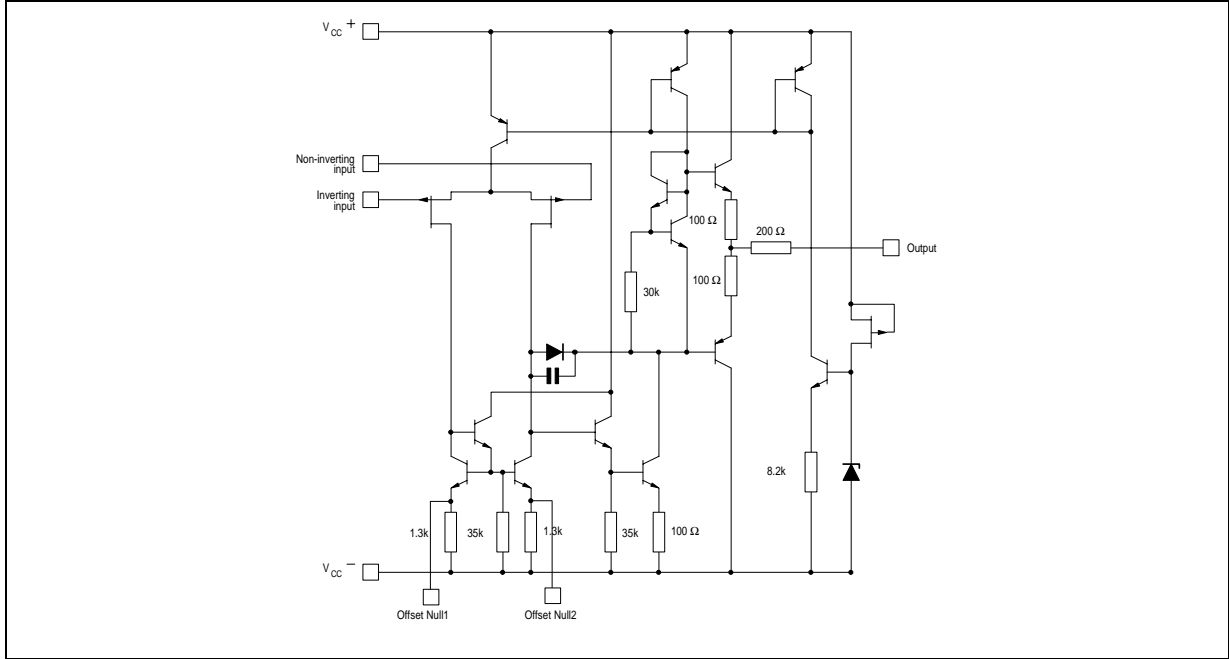 V CC +
Non-inverting
input
Inverting
input
100 Ω
200 Ω
Output
100 Ω
30k
8.2k
1.3k
35k
1.3k
35k
100 Ω
V CC −
Offset Null1
Offset Null2